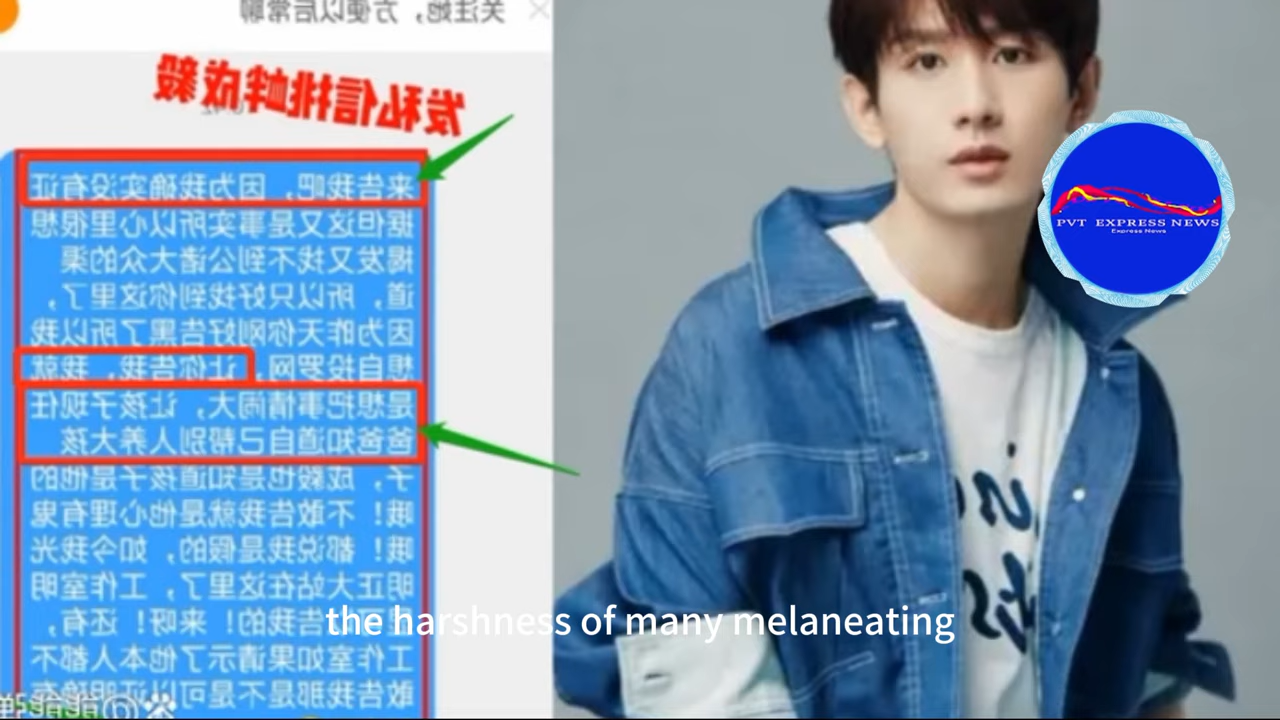 关注她，方便以后常聊
发私信挑衅成毅
来告我吧，因为我确实没有证
据但这又是事实所以心里很想
揭发又找不到公诸大众的渠
道，所以只好找到你这里了，
因为昨天你刚好告黑了所以我
想自投罗网，让你告我，我就
是想把事情闹大，让孩子现任
爸爸知道自己帮别人养大孩
子，成毅也是知道孩子是他的
哦！不敢告我就是他心理有鬼
哦！都说我是假的，如今我光
明正大站在这里了，工作室明
告我的！来呀！还有，
工作室如果请示了他本人都不
敢告我那是不是可以证明确有
PVT EXPRESS NEWS
Express News
the harshness of many melaneating